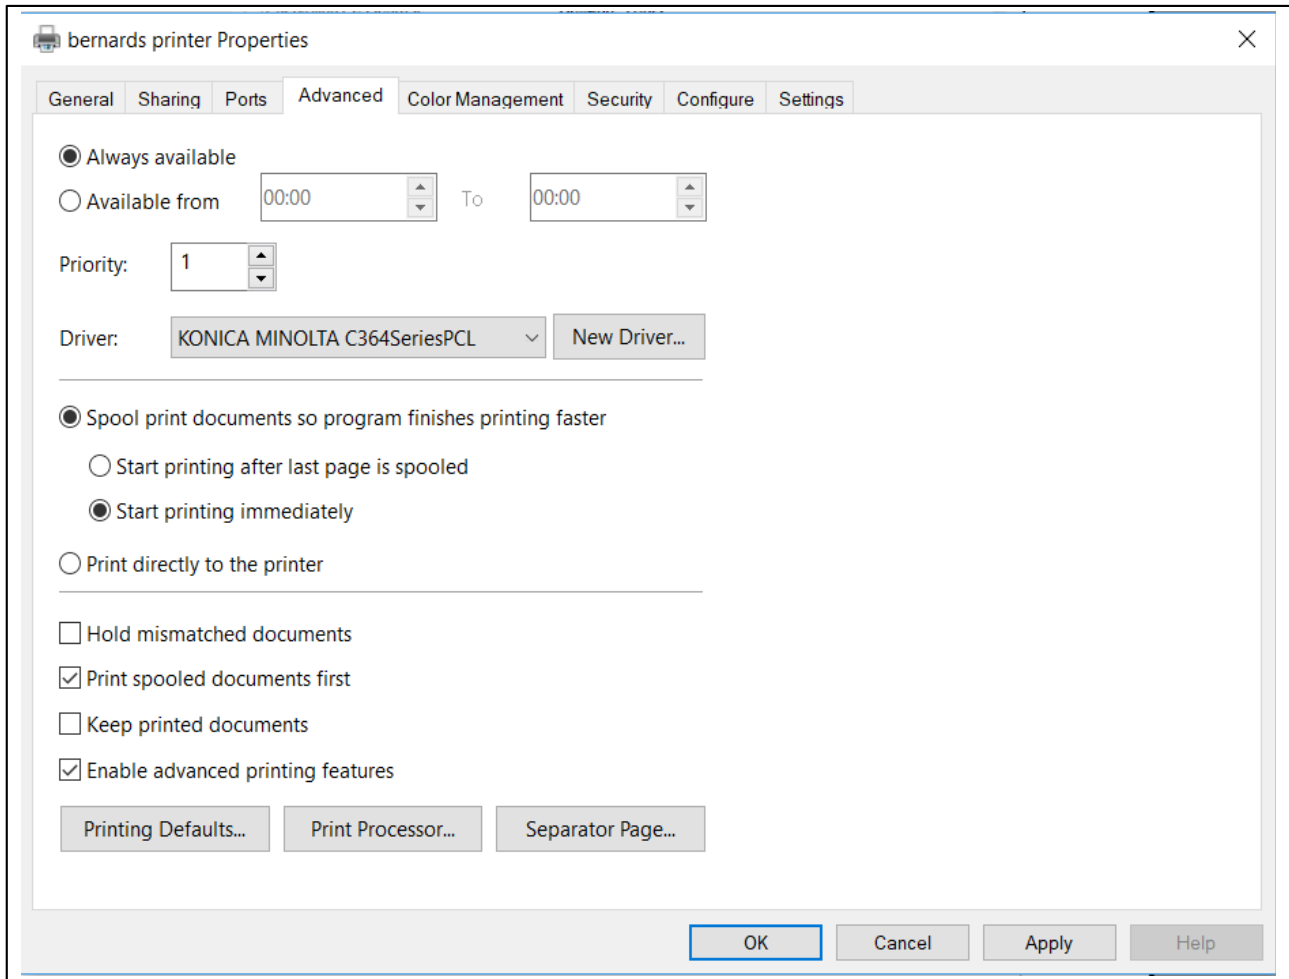 bernards printer Properties
General Sharing Ports Advanced Color Management Security Configure Settings
Always available
Available from 00:00 To 00:00
Priority: 1
Driver: KONICA MINOLTA C364SeriesPCL New Driver...
Spool print documents so program finishes printing faster
Start printing after last page is spooled
Start printing immediately
Print directly to the printer
Hold mismatched documents
Print spooled documents first
Keep printed documents
Enable advanced printing features
Printing Defaults... Print Processor... Separator Page...
OK Cancel Apply Help